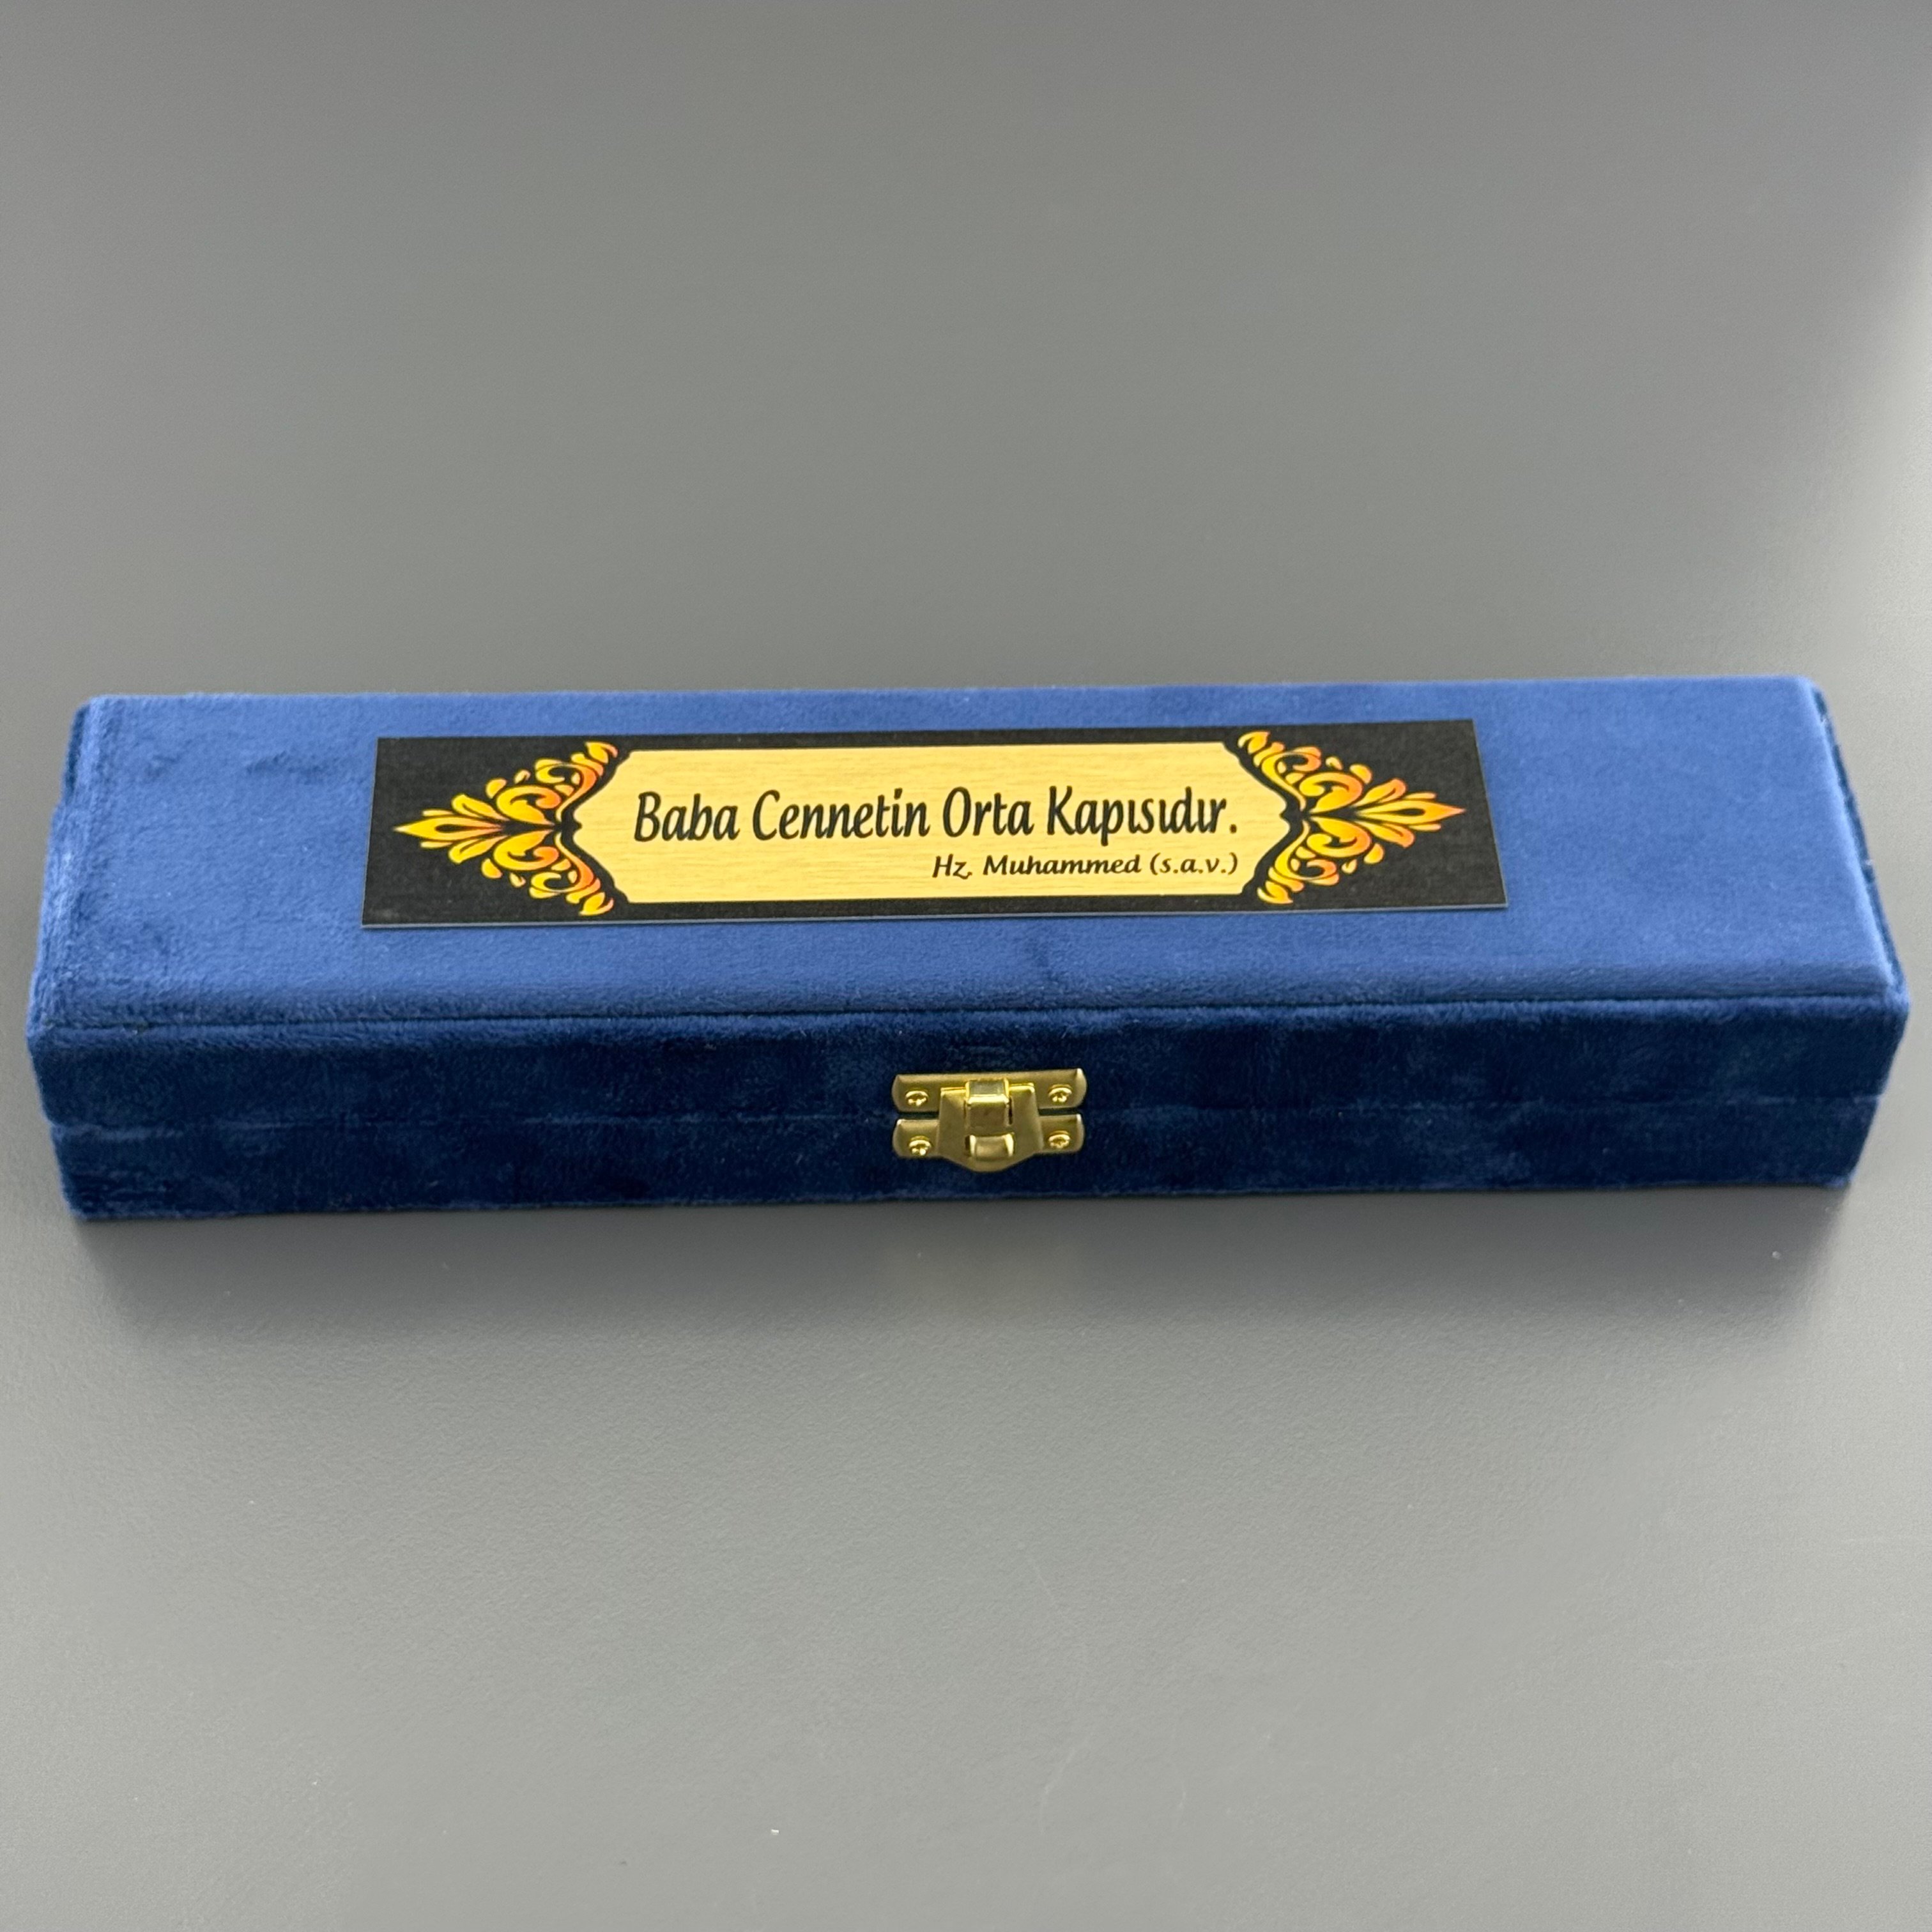 Baba Cennetin Orta Kapısıdır.
Hz. Muhammed (s.a.v.)